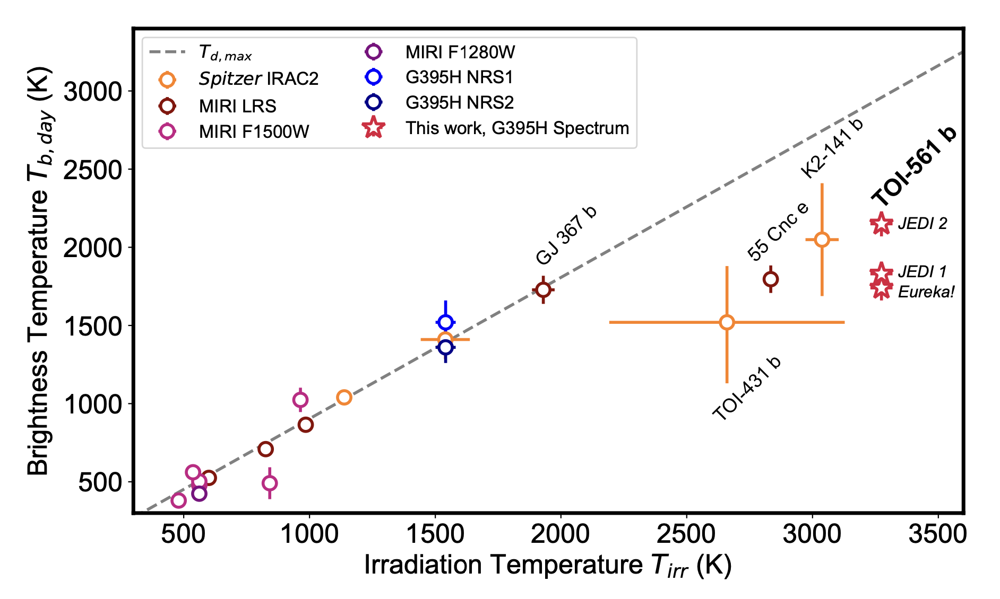 T_d,max
Spitzer IRAC2
MIRI LRS
MIRI F1500W
MIRI F1280W
G395H NRS1
G395H NRS2
This work, G395H Spectrum
Brightness Temperature T_b,day (K)
3000
2500
2000
1500
1000
500
K2-141 b
TOI-561 b
GJ 367 b
55 Cnc e
JEDI 2
JEDI 1
Eureka!
TOI-431 b
500
1000
1500
2000
2500
3000
3500
Irradiation Temperature T_irr (K)